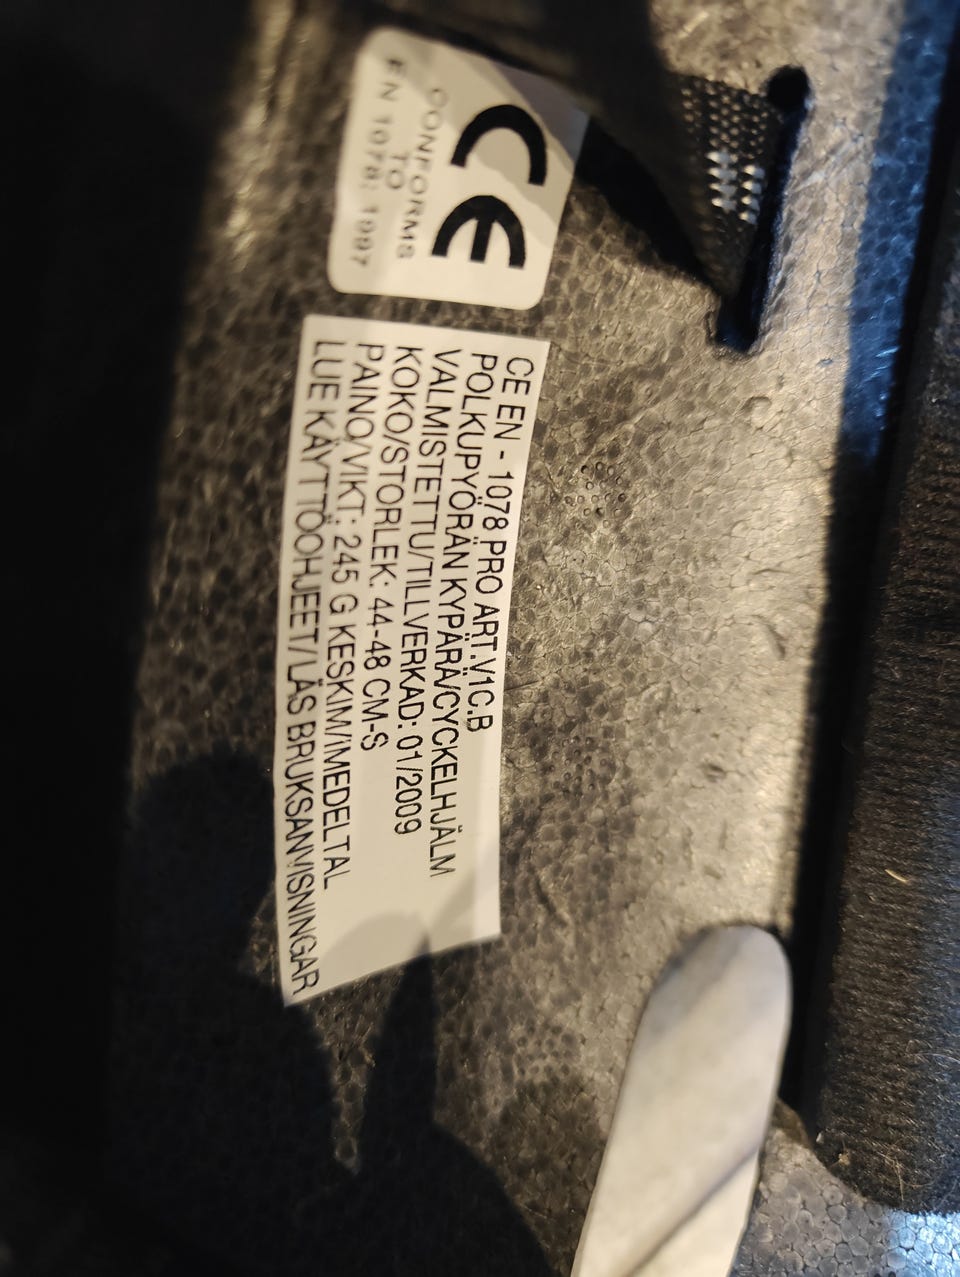 CE
CONFORMS
TO
EN 1078: 1997
CE EN - 1078 PRO ART.V1C.B
POLKUPYÖRÄN KYPÄRÄ/CYCKELHJÄLM
VALMISTETTU/TILLVERKAD: 01/2009
KOKO/STORLEK: 44-48 CM-S
PAINO/VIKT: 245 G KESKIM/IMEDELTAL
LUE KÄYTTÖOHJEET/LÄS BRUKSANVISNINGAR